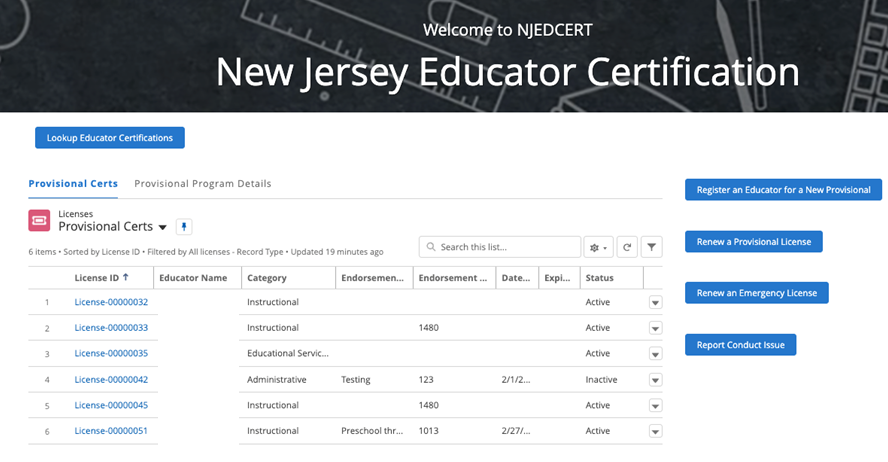 Welcome to NJEDCERT
New Jersey Educator Certification
Lookup Educator Certifications
Provisional Certs Provisional Program Details
Register an Educator for a New Provisional
Licenses
Provisional Certs
6 items • Sorted by License ID • Filtered by All licenses - Record Type • Updated 19 minutes ago
Search this list...
Renew a Provisional License
License ID Educator Name Category Endorsemen... Endorsement ... Date... Expi... Status
1 License-00000032 Instructional Active
Renew an Emergency License
2 License-00000033 Instructional 1480 Active
3 License-00000035 Educational Servic... Active
Report Conduct Issue
4 License-00000042 Administrative Testing 123 2/1/2... Inactive
5 License-00000045 Instructional 1480 Active
6 License-00000051 Instructional Preschool thr... 1013 2/27/... Active